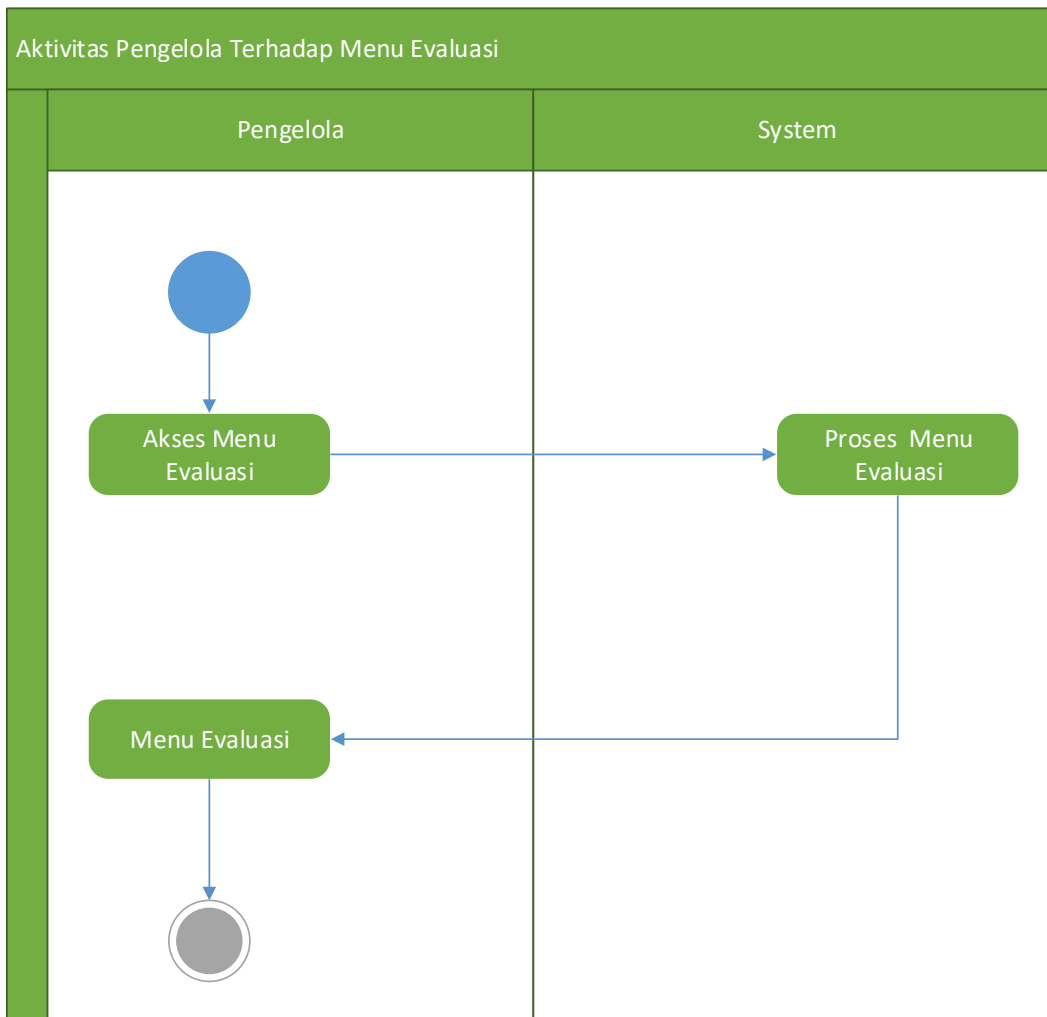 Aktivitas Pengelola Terhadap Menu Evaluasi
Pengelola
System
Akses Menu
Evaluasi
Proses  Menu
Evaluasi
Menu Evaluasi